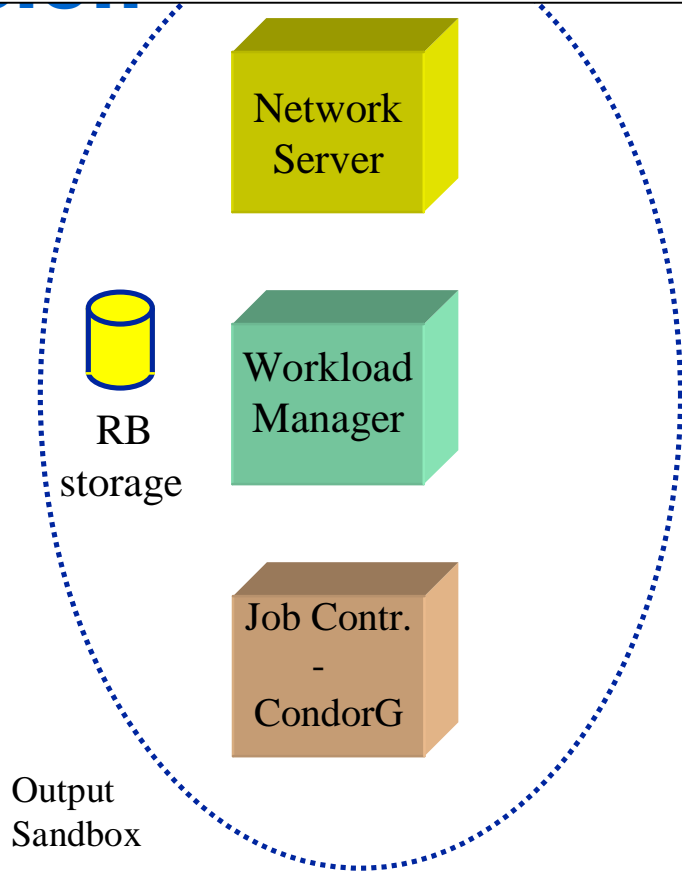 Network
Server
Workload
Manager
RB
storage
Job Contr.
-
CondorG
Output
Sandbox